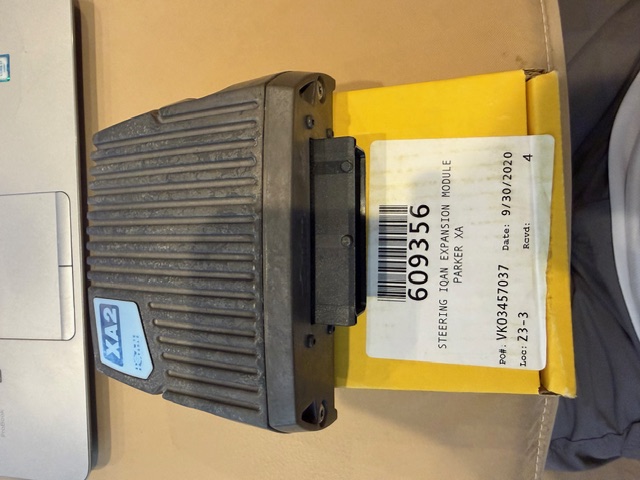 XA2
609356
STEERING IQAN EXPANSION MODULE
PARKER XA
PO#: VK03457037 Date: 9/30/2020
Loc: Z3-3 Rcvd: 4